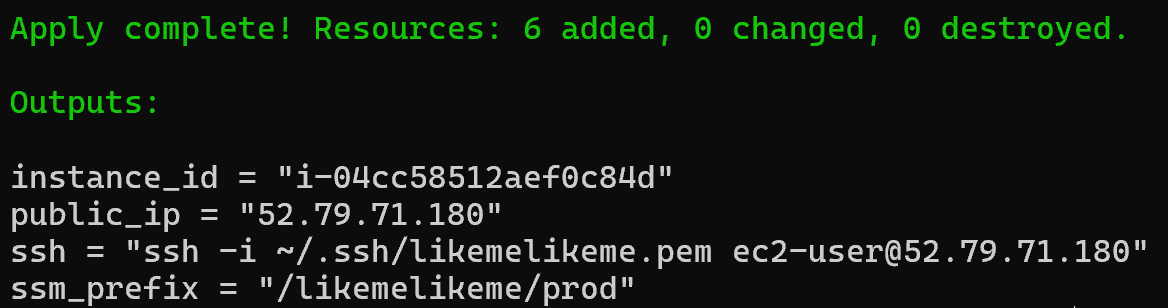 Apply complete! Resources: 6 added, 0 changed, 0 destroyed.
Outputs:
instance_id = "i-04cc58512aef0c84d"
public_ip = "52.79.71.180"
ssh = "ssh -i ~/.ssh/likemelikeme.pem ec2-user@52.79.71.180"
ssm_prefix = "/likemelikeme/prod"